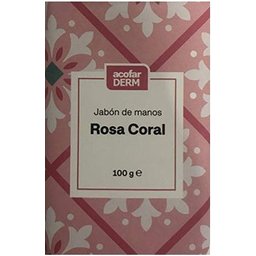 acofar
DERM
Jabón de manos
Rosa Coral
100 g ℮